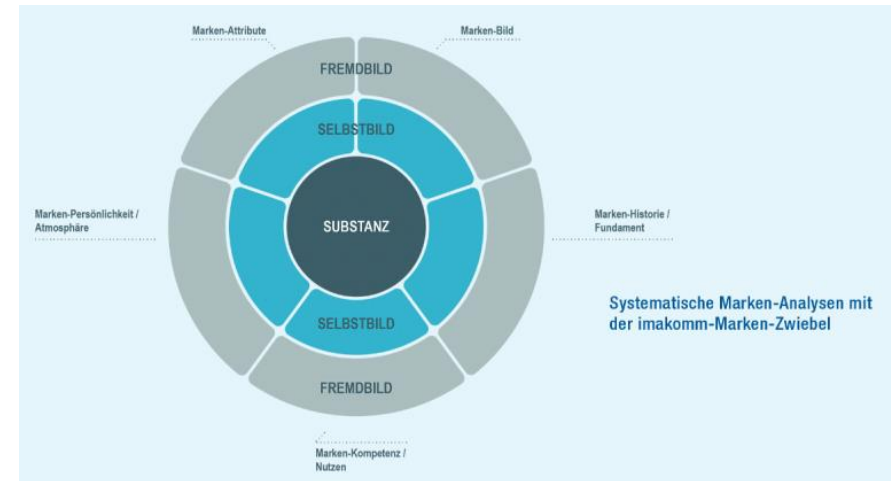 Marken-Attribute
Marken-Bild
FREMDBILD
SELBSTBILD
Marken-Persönlichkeit /
Atmosphäre
SUBSTANZ
Marken-Historie /
Fundament
Systematische Marken-Analysen mit
der imakomm-Marken-Zwiebel
SELBSTBILD
FREMDBILD
Marken-Kompetenz /
Nutzen